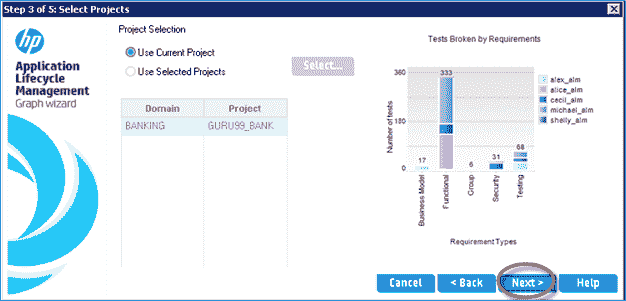 Step 3 of 5: Select Projects
hp
Application
Lifecycle
Management
Graph wizard
Project Selection
Use Current Project
Use Selected Projects
Select...
Domain Project
BANKING GURU99_BANK
Tests Broken by Requirements
Number of tests
360
180
0
17
333
6
31
68
Business Model
Functional
Group
Security
Testing
Requirement Types
alex_alm
alice_alm
cecil_alm
michael_alm
shelly_alm
Cancel
< Back
Next >
Help